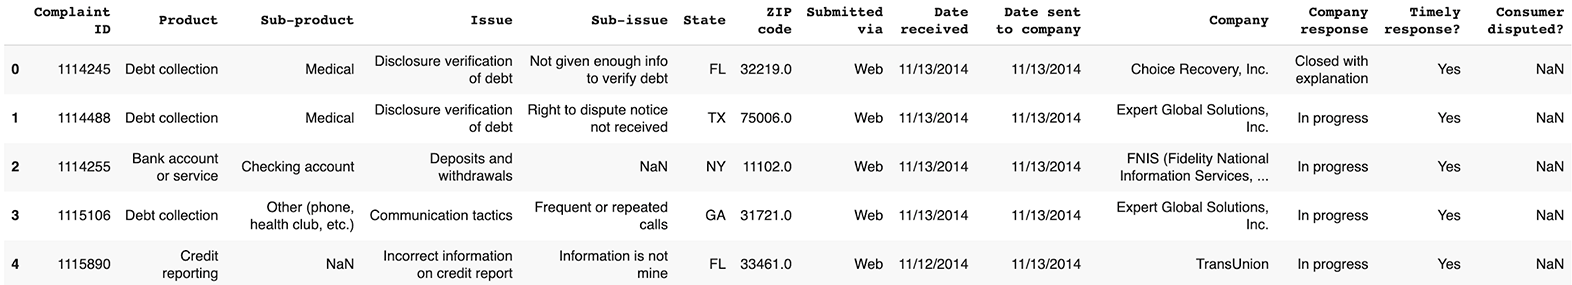 Complaint ID Product Sub-product Issue Sub-issue State ZIP code Submitted via Date received Date sent to company Company Company response Timely response? Consumer disputed?
0 1114245 Debt collection Medical Disclosure verification of debt Not given enough info to verify debt FL 32219.0 Web 11/13/2014 11/13/2014 Choice Recovery, Inc. Closed with explanation Yes NaN
1 1114488 Debt collection Medical Disclosure verification of debt Right to dispute notice not received TX 75006.0 Web 11/13/2014 11/13/2014 Expert Global Solutions, Inc. In progress Yes NaN
2 1114255 Bank account or service Checking account Deposits and withdrawals NaN NY 11102.0 Web 11/13/2014 11/13/2014 FNIS (Fidelity National Information Services, ... In progress Yes NaN
3 1115106 Debt collection Other (phone, health club, etc.) Communication tactics Frequent or repeated calls GA 31721.0 Web 11/13/2014 11/13/2014 Expert Global Solutions, Inc. In progress Yes NaN
4 1115890 Credit reporting NaN Incorrect information on credit report Information is not mine FL 33461.0 Web 11/12/2014 11/13/2014 TransUnion In progress Yes NaN